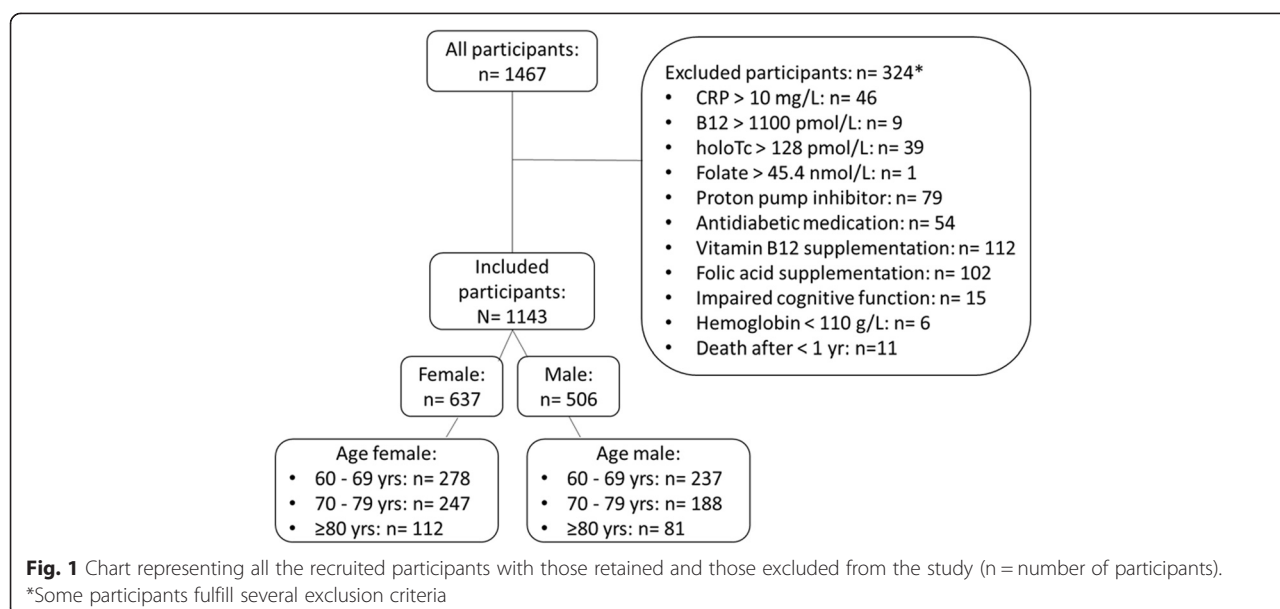 All participants:
n= 1467
Excluded participants: n= 324*
• CRP > 10 mg/L: n= 46
• B12 > 1100 pmol/L: n= 9
• holoTc > 128 pmol/L: n= 39
• Folate > 45.4 nmol/L: n= 1
• Proton pump inhibitor: n= 79
• Antidiabetic medication: n= 54
• Vitamin B12 supplementation: n= 112
• Folic acid supplementation: n= 102
• Impaired cognitive function: n= 15
• Hemoglobin < 110 g/L: n= 6
• Death after < 1 yr: n=11
Included
participants:
N= 1143
Female:
n= 637
Male:
n= 506
Age female:
• 60 - 69 yrs: n= 278
• 70 - 79 yrs: n= 247
• ≥80 yrs: n= 112
Age male:
• 60 - 69 yrs: n= 237
• 70 - 79 yrs: n= 188
• ≥80 yrs: n= 81
Fig. 1 Chart representing all the recruited participants with those retained and those excluded from the study (n = number of participants).
*Some participants fulfill several exclusion criteria